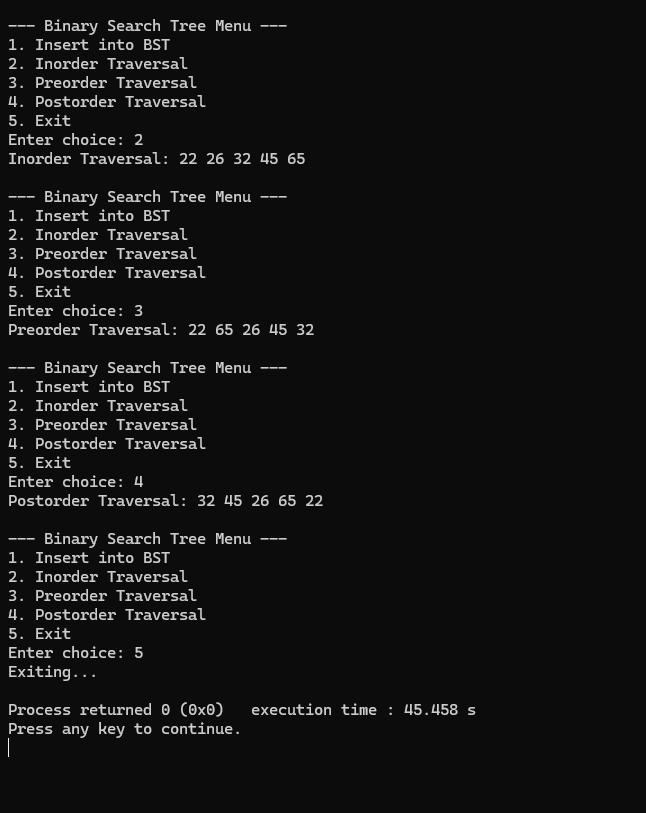 --- Binary Search Tree Menu ---
1. Insert into BST
2. Inorder Traversal
3. Preorder Traversal
4. Postorder Traversal
5. Exit
Enter choice: 2
Inorder Traversal: 22 26 32 45 65
--- Binary Search Tree Menu ---
1. Insert into BST
2. Inorder Traversal
3. Preorder Traversal
4. Postorder Traversal
5. Exit
Enter choice: 3
Preorder Traversal: 22 65 26 45 32
--- Binary Search Tree Menu ---
1. Insert into BST
2. Inorder Traversal
3. Preorder Traversal
4. Postorder Traversal
5. Exit
Enter choice: 4
Postorder Traversal: 32 45 26 65 22
--- Binary Search Tree Menu ---
1. Insert into BST
2. Inorder Traversal
3. Preorder Traversal
4. Postorder Traversal
5. Exit
Enter choice: 5
Exiting...
Process returned 0 (0x0)   execution time : 45.458 s
Press any key to continue.